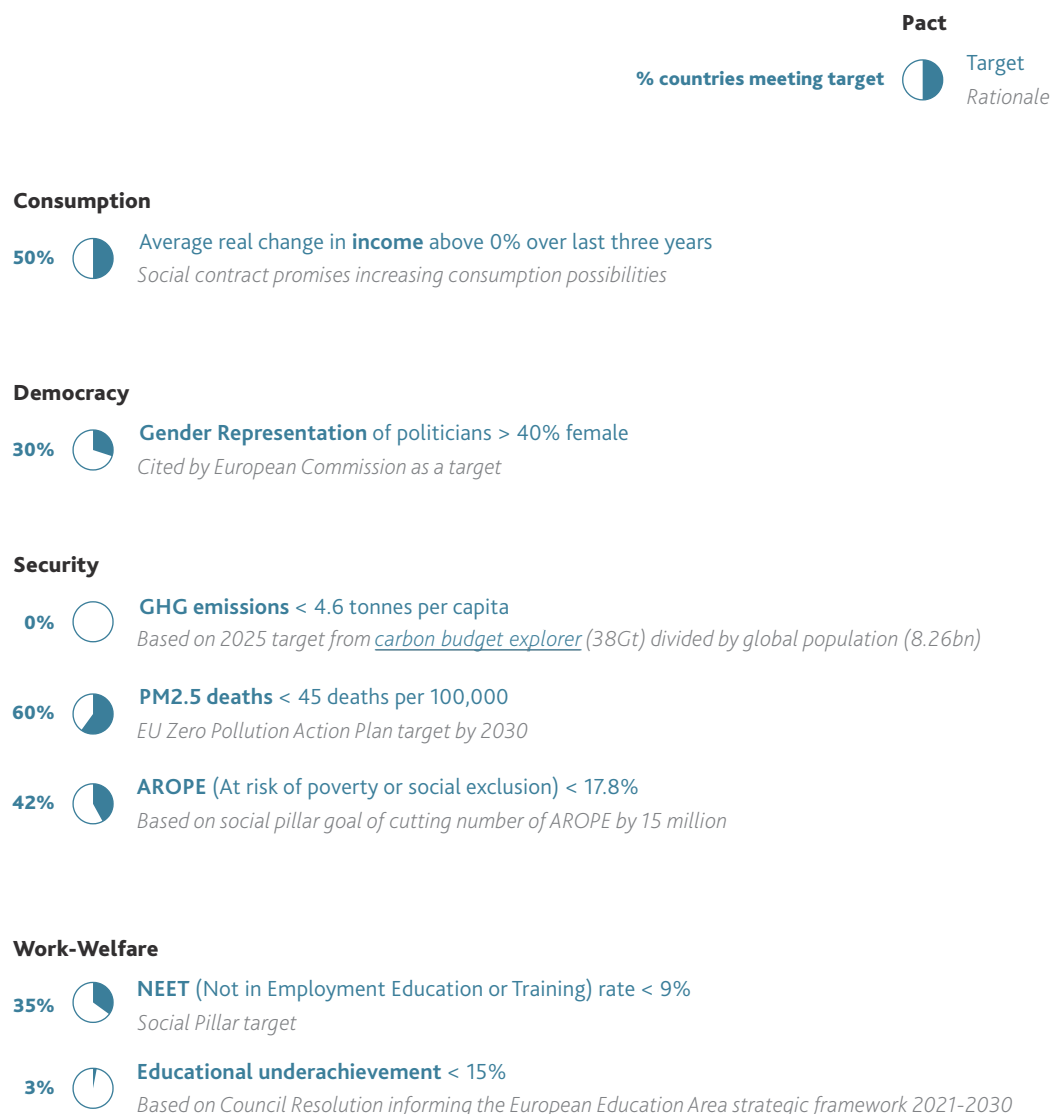 Pact
% countries meeting target
Target
Rationale
Consumption
50%
Average real change in income above 0% over last three years
Social contract promises increasing consumption possibilities
Democracy
30%
Gender Representation of politicians > 40% female
Cited by European Commission as a target
Security
0%
GHG emissions < 4.6 tonnes per capita
Based on 2025 target from carbon budget explorer (38Gt) divided by global population (8.26bn)
60%
PM2.5 deaths < 45 deaths per 100,000
EU Zero Pollution Action Plan target by 2030
42%
AROPE (At risk of poverty or social exclusion) < 17.8%
Based on social pillar goal of cutting number of AROPE by 15 million
Work-Welfare
35%
NEET (Not in Employment Education or Training) rate < 9%
Social Pillar target
3%
Educational underachievement < 15%
Based on Council Resolution informing the European Education Area strategic framework 2021-2030